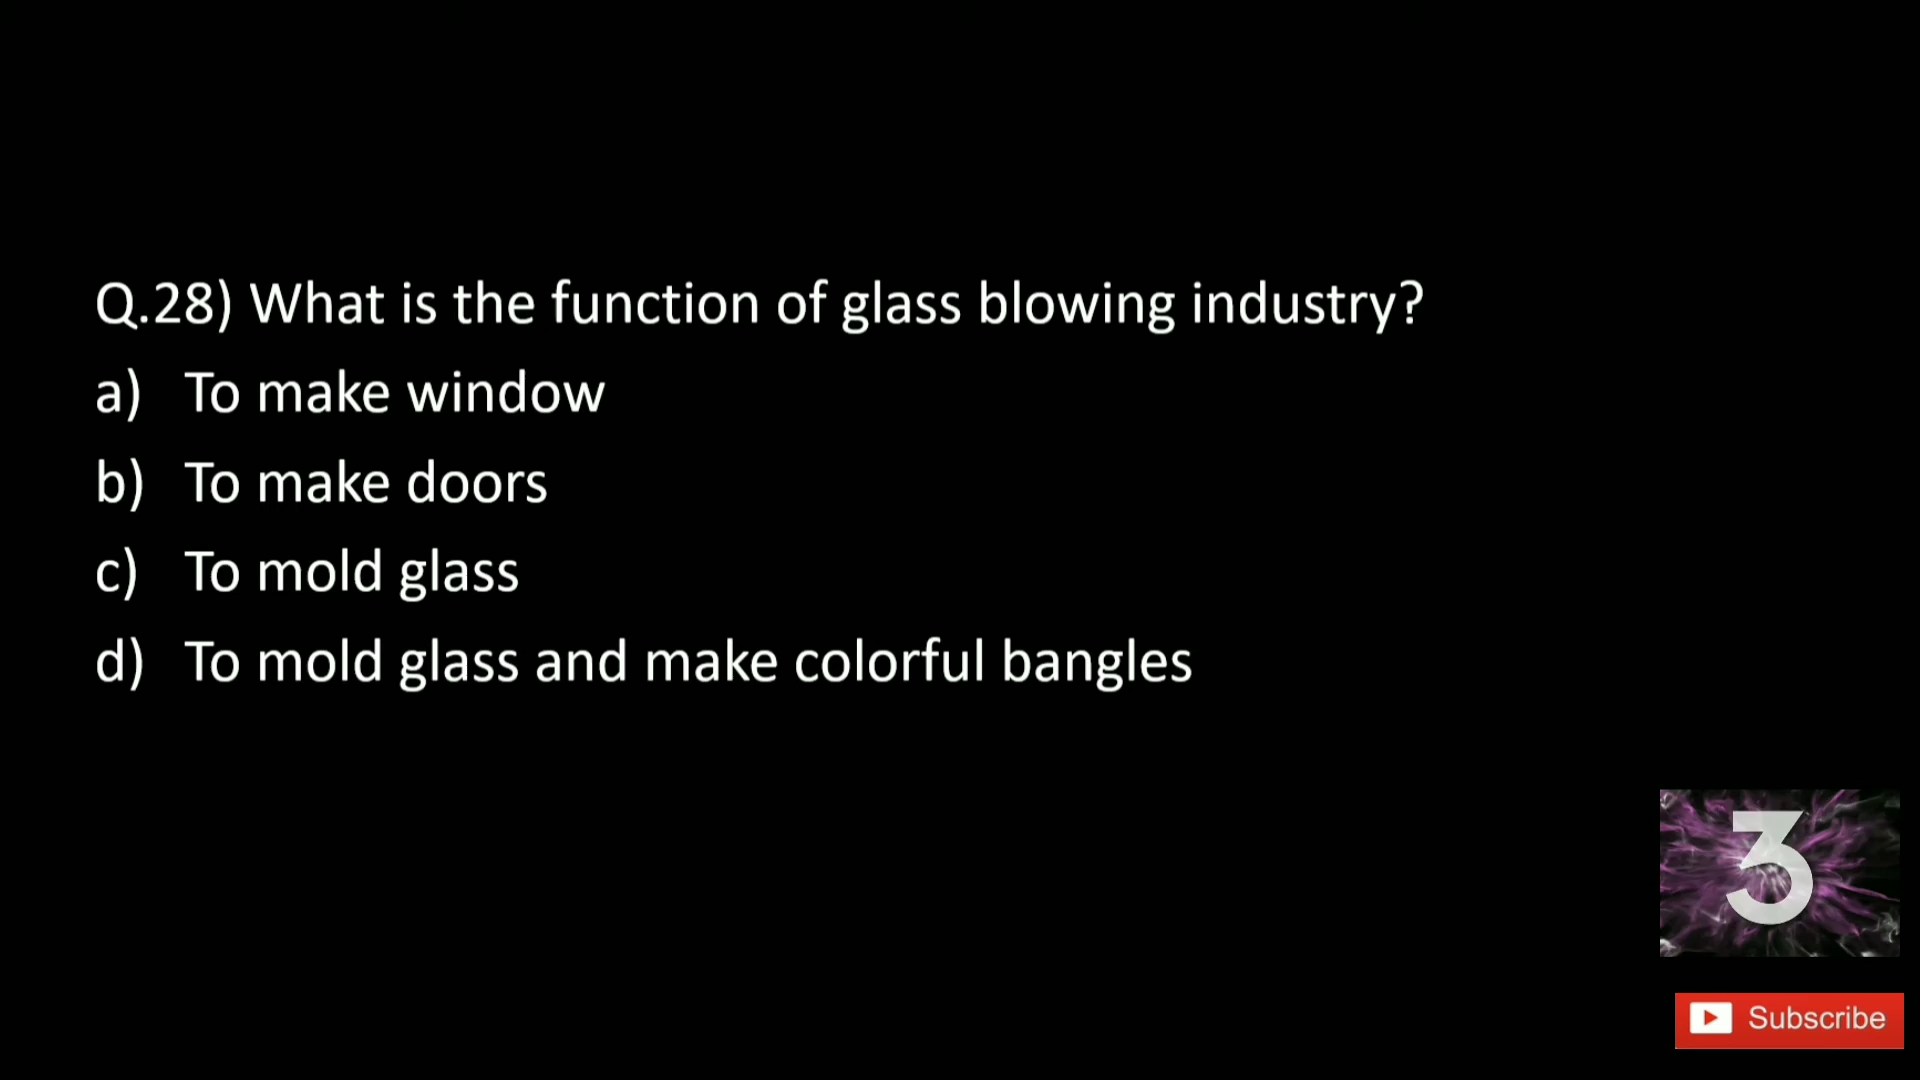 Q.28) What is the function of glass blowing industry?
a) To make window
b) To make doors
c) To mold glass
d) To mold glass and make colorful bangles
3
Subscribe